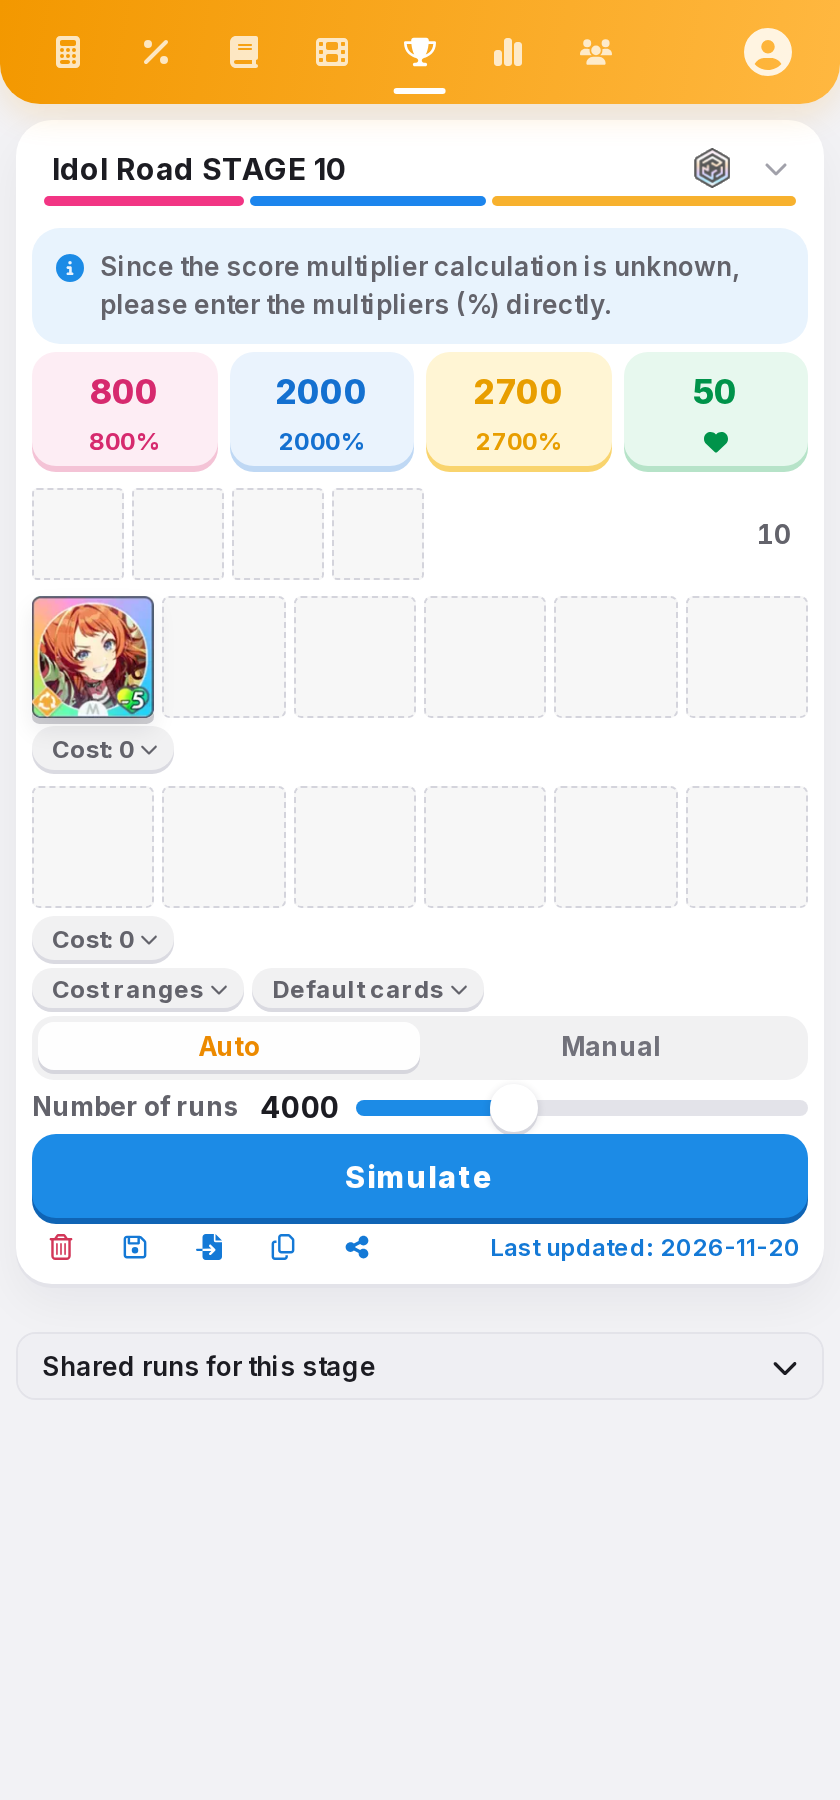 Idol Road STAGE 10
Since the score multiplier calculation is unknown,
please enter the multipliers (%) directly.
800 2000 2700 50
800% 2000% 2700%
10
M -5
Cost: 0
Cost: 0
Cost ranges Default cards
Auto Manual
Number of runs 4000
Simulate
Last updated: 2026-11-20
Shared runs for this stage